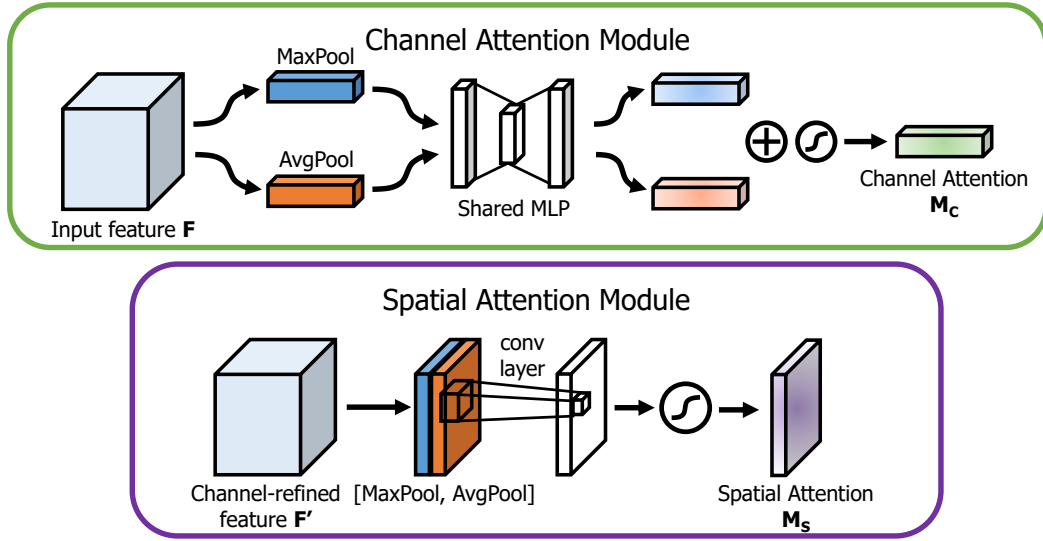 Channel Attention Module
MaxPool
AvgPool
Input feature F
Shared MLP
Channel Attention
Mc
Spatial Attention Module
conv
layer
Channel-refined
feature F'
[MaxPool, AvgPool]
Spatial Attention
Ms